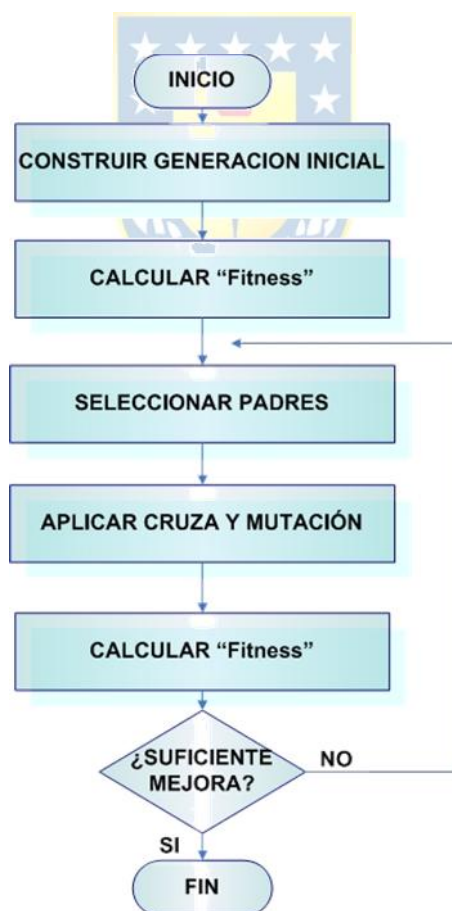 INICIO
CONSTRUIR GENERACION INICIAL
CALCULAR “Fitness”
SELECCIONAR PADRES
APLICAR CRUZA Y MUTACIÓN
CALCULAR “Fitness”
¿SUFICIENTE
MEJORA?
NO
SI
FIN